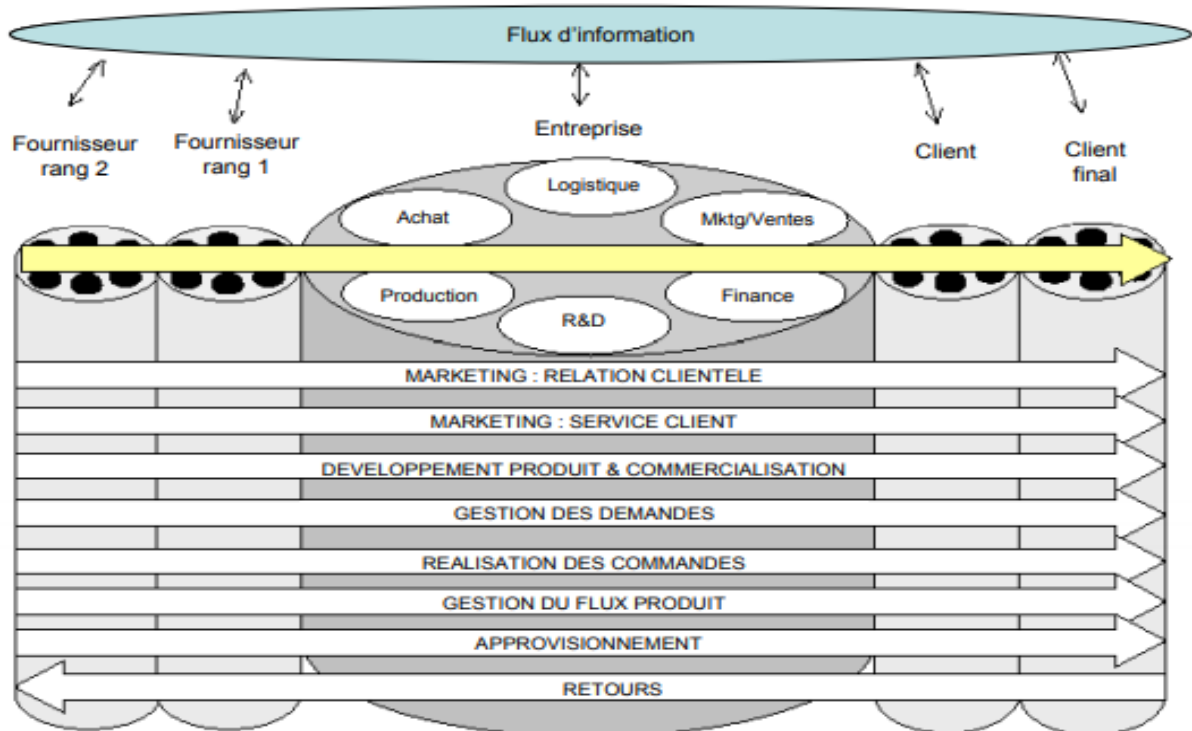 Flux d'information
Fournisseur
rang 2
Fournisseur
rang 1
Entreprise
Client
Client
final
Logistique
Achat
Mktg/Ventes
Production
Finance
R&D
MARKETING : RELATION CLIENTELE
MARKETING : SERVICE CLIENT
DEVELOPPEMENT PRODUIT & COMMERCIALISATION
GESTION DES DEMANDES
REALISATION DES COMMANDES
GESTION DU FLUX PRODUIT
APPROVISIONNEMENT
RETOURS